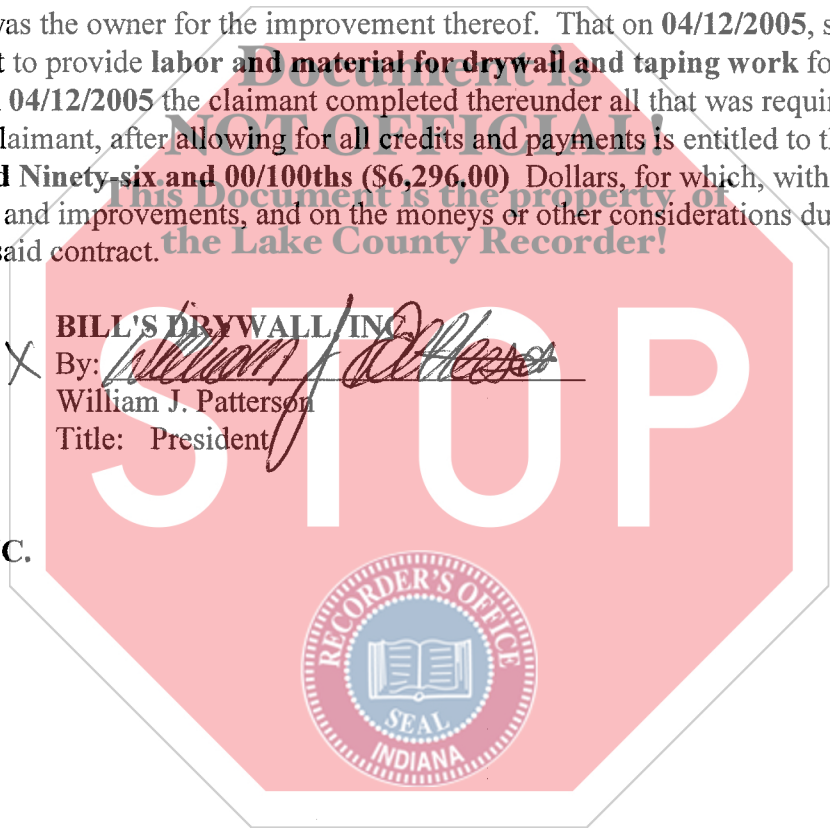 was the owner for the improvement thereof. That on 04/12/2005, s
t to provide labor and material for drywall and taping work fo
Document is
04/12/2005 the claimant completed thereunder all that was requi
NOT OFFICIAL!
laimant, after allowing for all credits and payments is entitled to t
d Ninety-six and 00/100ths ($6,296.00) Dollars, for which, with
This Document is the property of
and improvements, and on the moneys or other considerations du
the Lake County Recorder!
said contract.
BILL'S DRYWALL, INC.
X By: William J Patterson
William J. Patterson
Title: President
STOP
C.
RECORDER'S OFFICE
SEAL
INDIANA